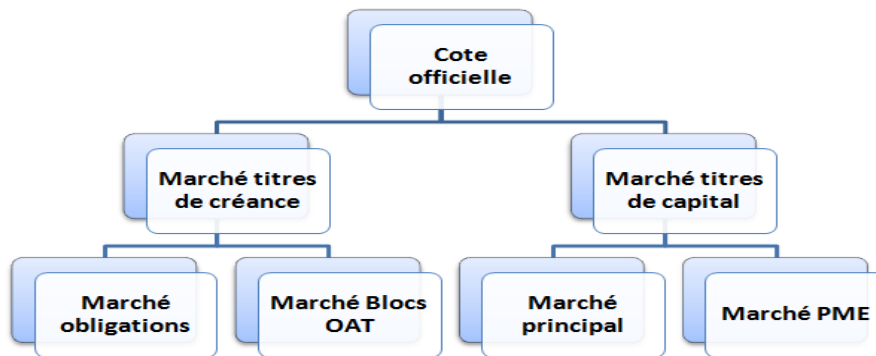 Cote
officielle
Marché titres
de créance
Marché titres
de capital
Marché
obligations
Marché Blocs
OAT
Marché
principal
Marché PME